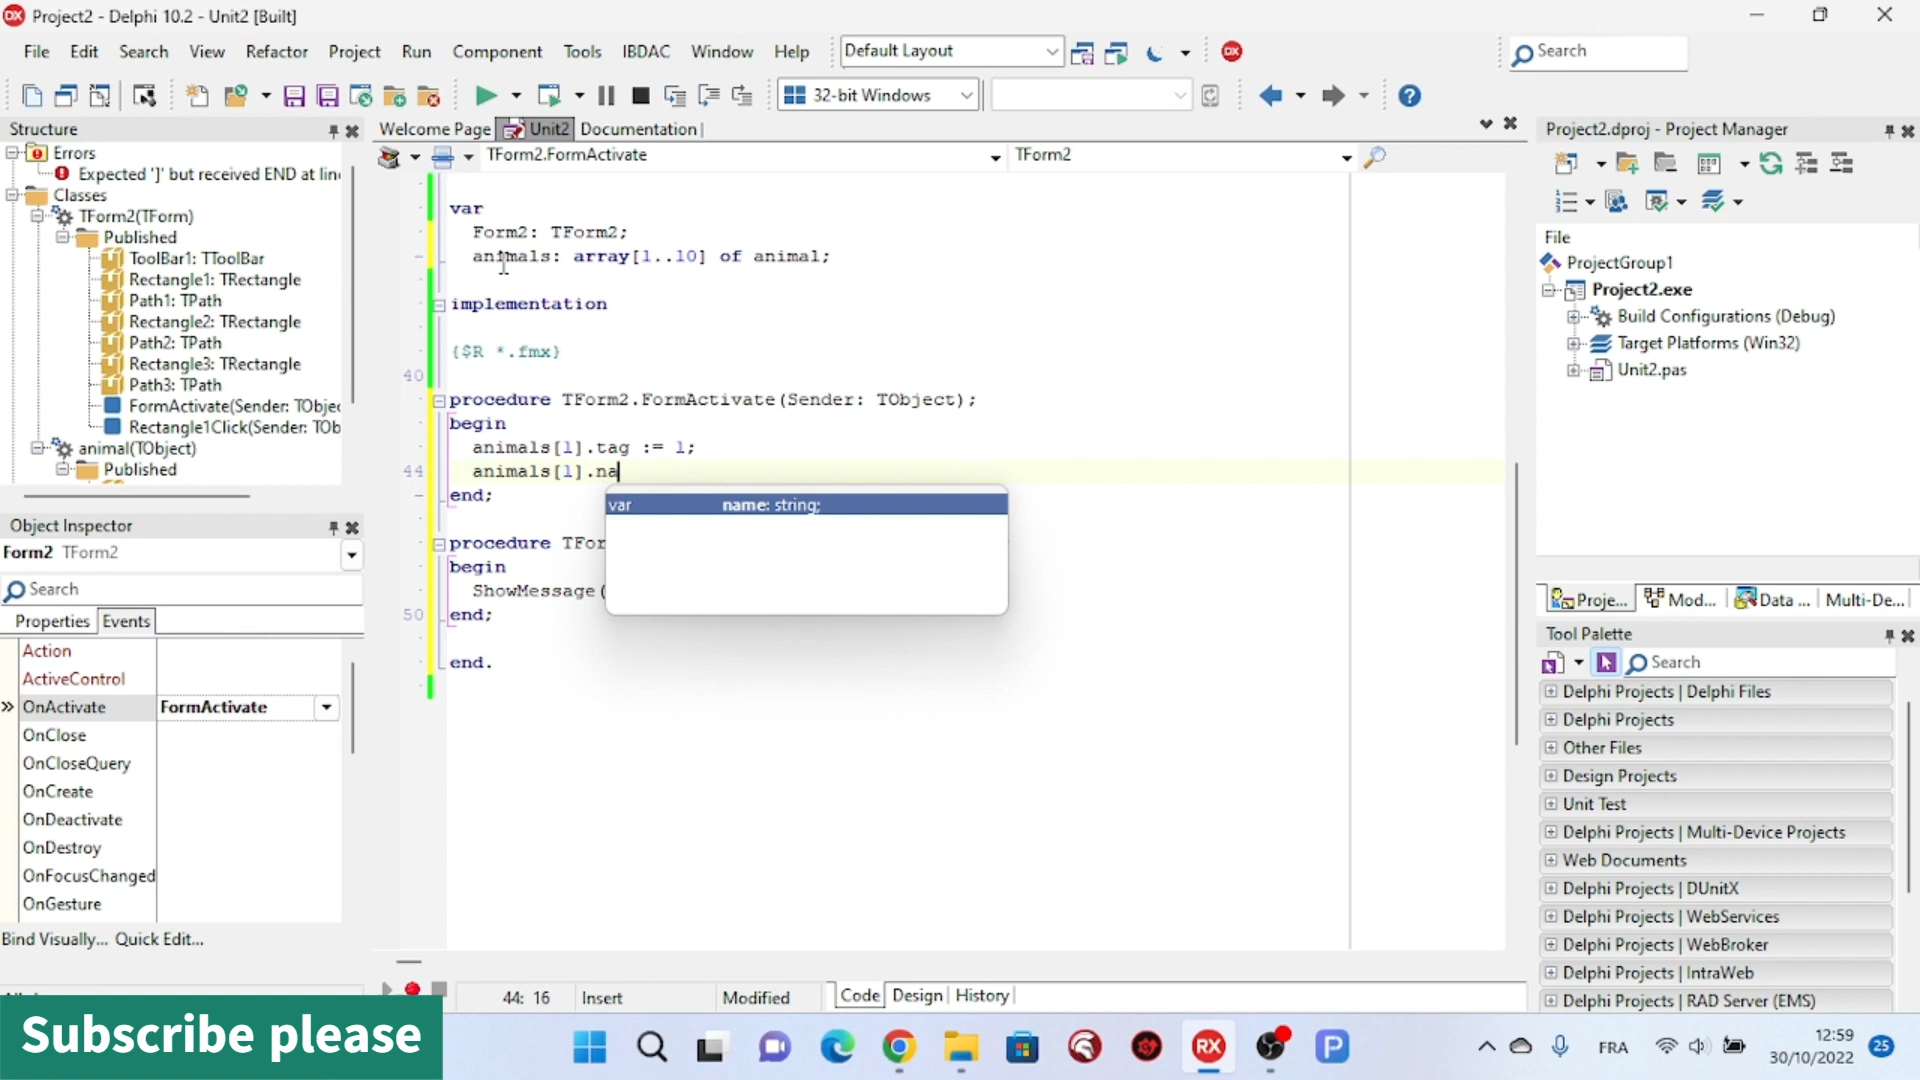 Project2 - Delphi 10.2 - Unit2 [Built]
File Edit Search View Refactor Project Run Component Tools IBDAC Window Help
Default Layout
Search
32-bit Windows
Structure
Errors
Expected ']' but received END at lin
Classes
TForm2(TForm)
Published
ToolBar1: TToolBar
Rectangle1: TRectangle
Path1: TPath
Rectangle2: TRectangle
Path2: TPath
Rectangle3: TRectangle
Path3: TPath
FormActivate(Sender: TObjec
Rectangle1Click(Sender: TOb
animal(TObject)
Published
Object Inspector
Form2 TForm2
Search
Properties Events
Action
ActiveControl
OnActivate FormActivate
OnClose
OnCloseQuery
OnCreate
OnDeactivate
OnDestroy
OnFocusChanged
OnGesture
Bind Visually... Quick Edit...
Subscribe please
Welcome Page Unit2 Documentation
TForm2.FormActivate TForm2
var
Form2: TForm2;
animals: array[1..10] of animal;
implementation
{$R *.fmx}
40
procedure TForm2.FormActivate(Sender: TObject);
begin
animals[1].tag := 1;
44 animals[1].na
end;
var name: string;
procedure TFor
begin
ShowMessage(
50 end;
end.
44: 16 Insert Modified Code Design History
Project2.dproj - Project Manager
File
ProjectGroup1
Project2.exe
Build Configurations (Debug)
Target Platforms (Win32)
Unit2.pas
Proje... Mod... Data ... Multi-De...
Tool Palette
Search
Delphi Projects | Delphi Files
Delphi Projects
Other Files
Design Projects
Unit Test
Delphi Projects | Multi-Device Projects
Web Documents
Delphi Projects | DUnitX
Delphi Projects | WebServices
Delphi Projects | WebBroker
Delphi Projects | IntraWeb
Delphi Projects | RAD Server (EMS)
FRA
12:59
30/10/2022
25